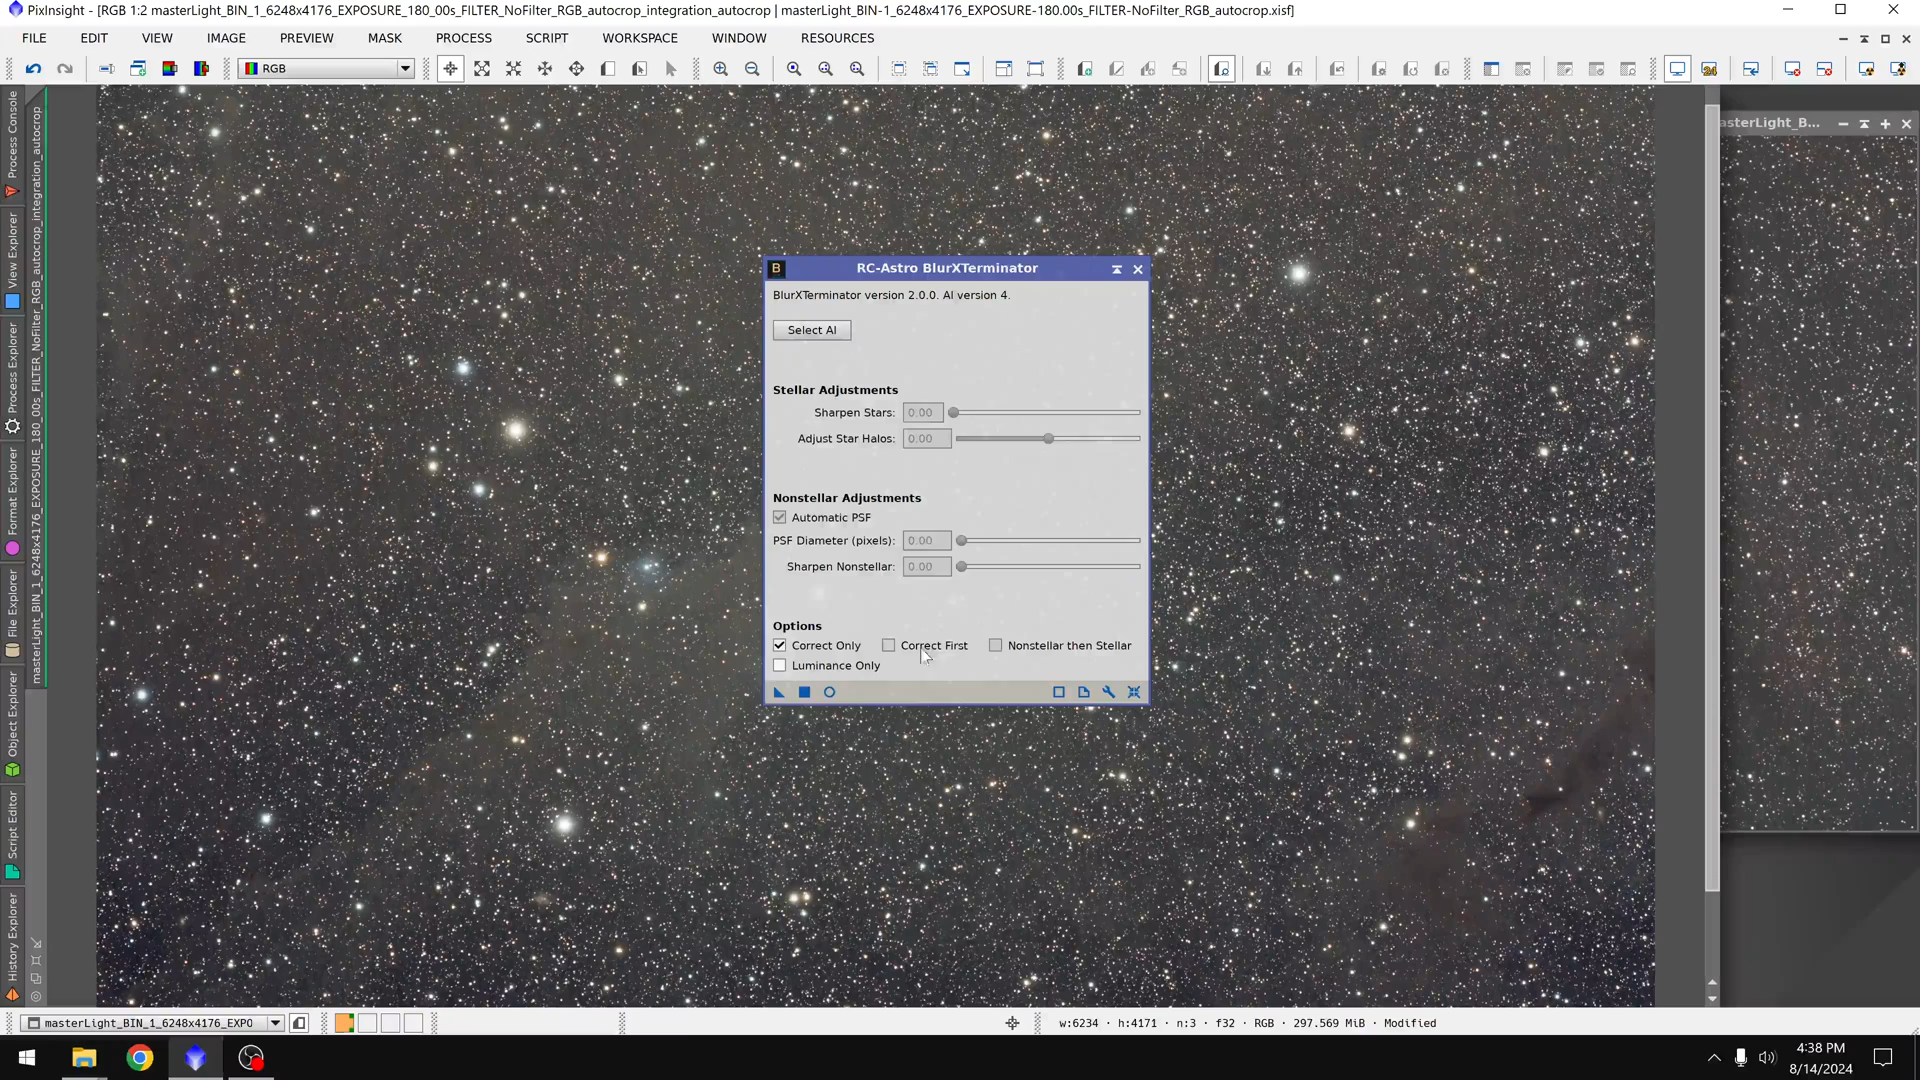 PixInsight - [RGB 1:2 masterLight_BIN_1_6248x4176_EXPOSURE_180_00s_FILTER_NoFilter_RGB_autocrop_integration_autocrop | masterLight_BIN-1_6248x4176_EXPOSURE-180.00s_FILTER-NoFilter_RGB_autocrop.xisf]
FILE EDIT VIEW IMAGE PREVIEW MASK PROCESS SCRIPT WORKSPACE WINDOW RESOURCES
RGB
24
Process Console
View Explorer
Process Explorer
Format Explorer
File Explorer
Object Explorer
Script Editor
History Explorer
masterLight_BIN_1_6248x4176_EXPOSURE_180_00s_FILTER_NoFilter_RGB_autocrop_integration_autocrop
asterLight_B...
B RC-Astro BlurXTerminator
BlurXTerminator version 2.0.0. AI version 4.
Select AI
Stellar Adjustments
Sharpen Stars: 0.00
Adjust Star Halos: 0.00
Nonstellar Adjustments
Automatic PSF
PSF Diameter (pixels): 0.00
Sharpen Nonstellar: 0.00
Options
Correct Only Correct First Nonstellar then Stellar
Luminance Only
masterLight_BIN_1_6248x4176_EXPO
w:6234 · h:4171 · n:3 · f32 · RGB · 297.569 MiB · Modified
4:38 PM
8/14/2024